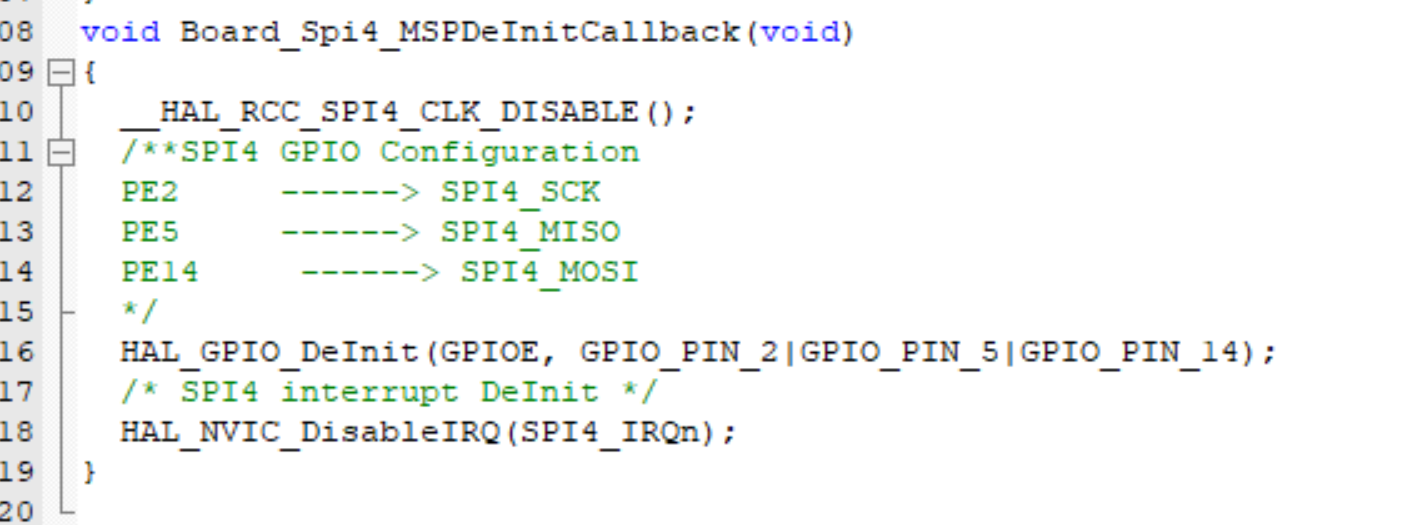 08 void Board_Spi4_MSPDeInitCallback(void)
09 {
10 __HAL_RCC_SPI4_CLK_DISABLE();
11 /**SPI4 GPIO Configuration
12 PE2 ------> SPI4_SCK
13 PE5 ------> SPI4_MISO
14 PE14 ------> SPI4_MOSI
15 */
16 HAL_GPIO_DeInit(GPIOE, GPIO_PIN_2|GPIO_PIN_5|GPIO_PIN_14);
17 /* SPI4 interrupt DeInit */
18 HAL_NVIC_DisableIRQ(SPI4_IRQn);
19 }
20